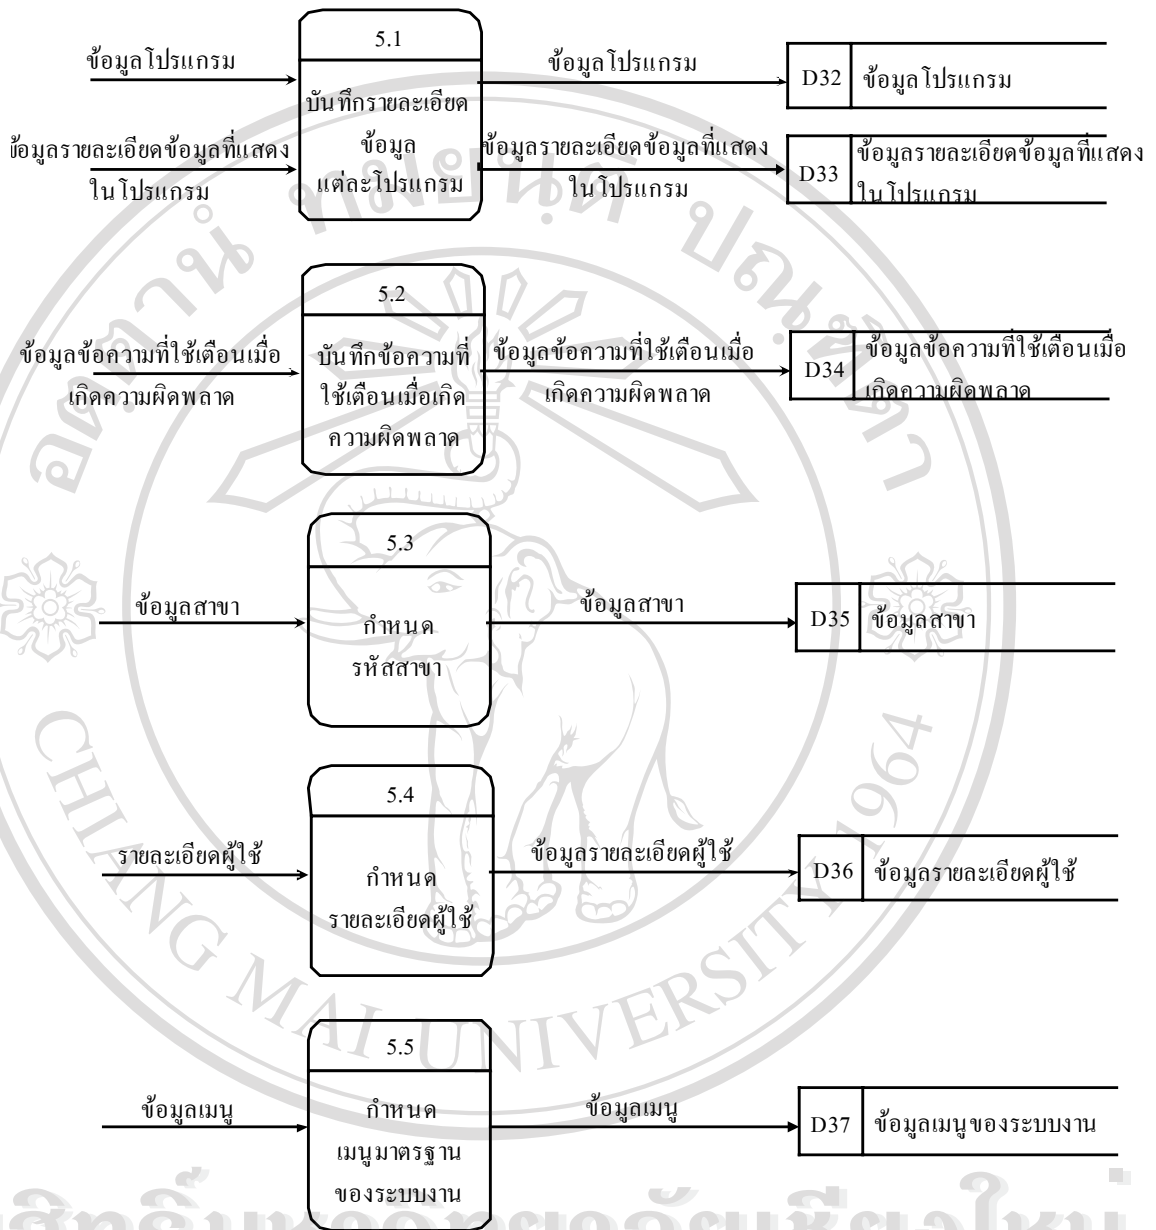 5.1
ข้อมูลโปรแกรม
ข้อมูลโปรแกรม
D32
ข้อมูลโปรแกรม
บันทึกรายละเอียด
ข้อมูล
แต่ละโปรแกรม
ข้อมูลรายละเอียดข้อมูลที่แสดง
ในโปรแกรม
ข้อมูลรายละเอียดข้อมูลที่แสดง
ในโปรแกรม
D33
ข้อมูลรายละเอียดข้อมูลที่แสดง
ในโปรแกรม
5.2
ข้อมูลข้อความที่ใช้เตือนเมื่อ
เกิดความผิดพลาด
บันทึกข้อความที่
ใช้เตือนเมื่อเกิด
ความผิดพลาด
ข้อมูลข้อความที่ใช้เตือนเมื่อ
เกิดความผิดพลาด
D34
ข้อมูลข้อความที่ใช้เตือนเมื่อ
เกิดความผิดพลาด
5.3
ข้อมูลสาขา
กำหนด
รหัสสาขา
ข้อมูลสาขา
D35
ข้อมูลสาขา
5.4
รายละเอียดผู้ใช้
กำหนด
รายละเอียดผู้ใช้
ข้อมูลรายละเอียดผู้ใช้
D36
ข้อมูลรายละเอียดผู้ใช้
5.5
ข้อมูลเมนู
กำหนด
เมนูมาตรฐาน
ของระบบงาน
ข้อมูลเมนู
D37
ข้อมูลเมนูของระบบงาน
CHIANG MAI UNIVERSITY 1964